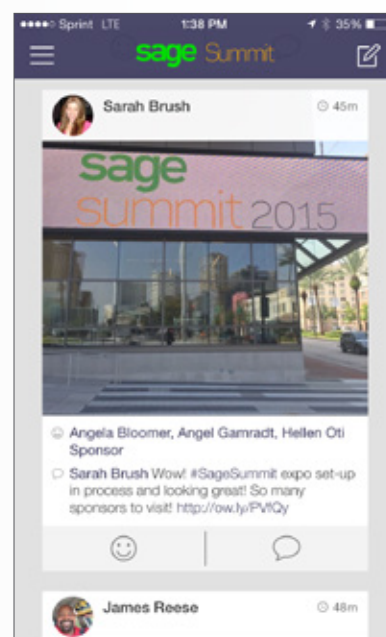 Sprint LTE 1:38 PM 35%
sage Summit
Sarah Brush 45m
sage
summit 2015
Angela Bloomer, Angel Gamradt, Hellen Oti
Sponsor
Sarah Brush Wow! #SageSummit expo set-up
in process and looking great! So many
sponsors to visit! http://ow.ly/PVfQy
James Reese 48m